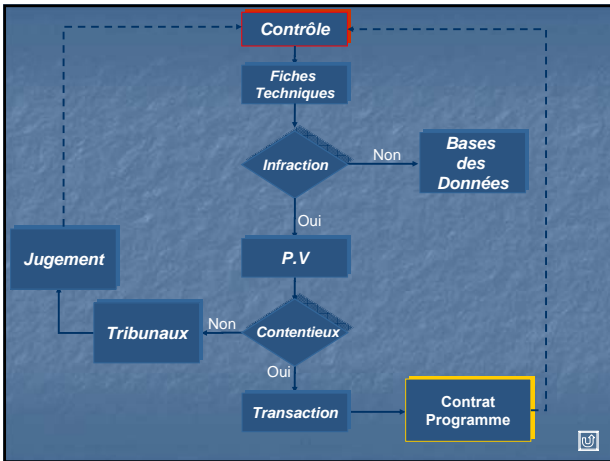 Contrôle
Fiches
Techniques
Infraction
Non
Bases
des
Données
Oui
P.V
Jugement
Tribunaux
Non
Contentieux
Oui
Transaction
Contrat
Programme